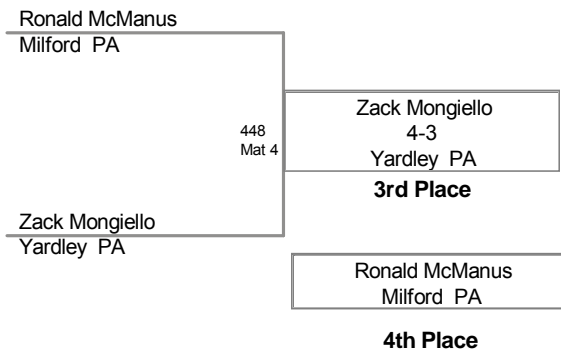 Ronald McManus
Milford PA
448
Mat 4
Zack Mongiello
4-3
Yardley PA
3rd Place
Zack Mongiello
Yardley PA
Ronald McManus
Milford PA
4th Place